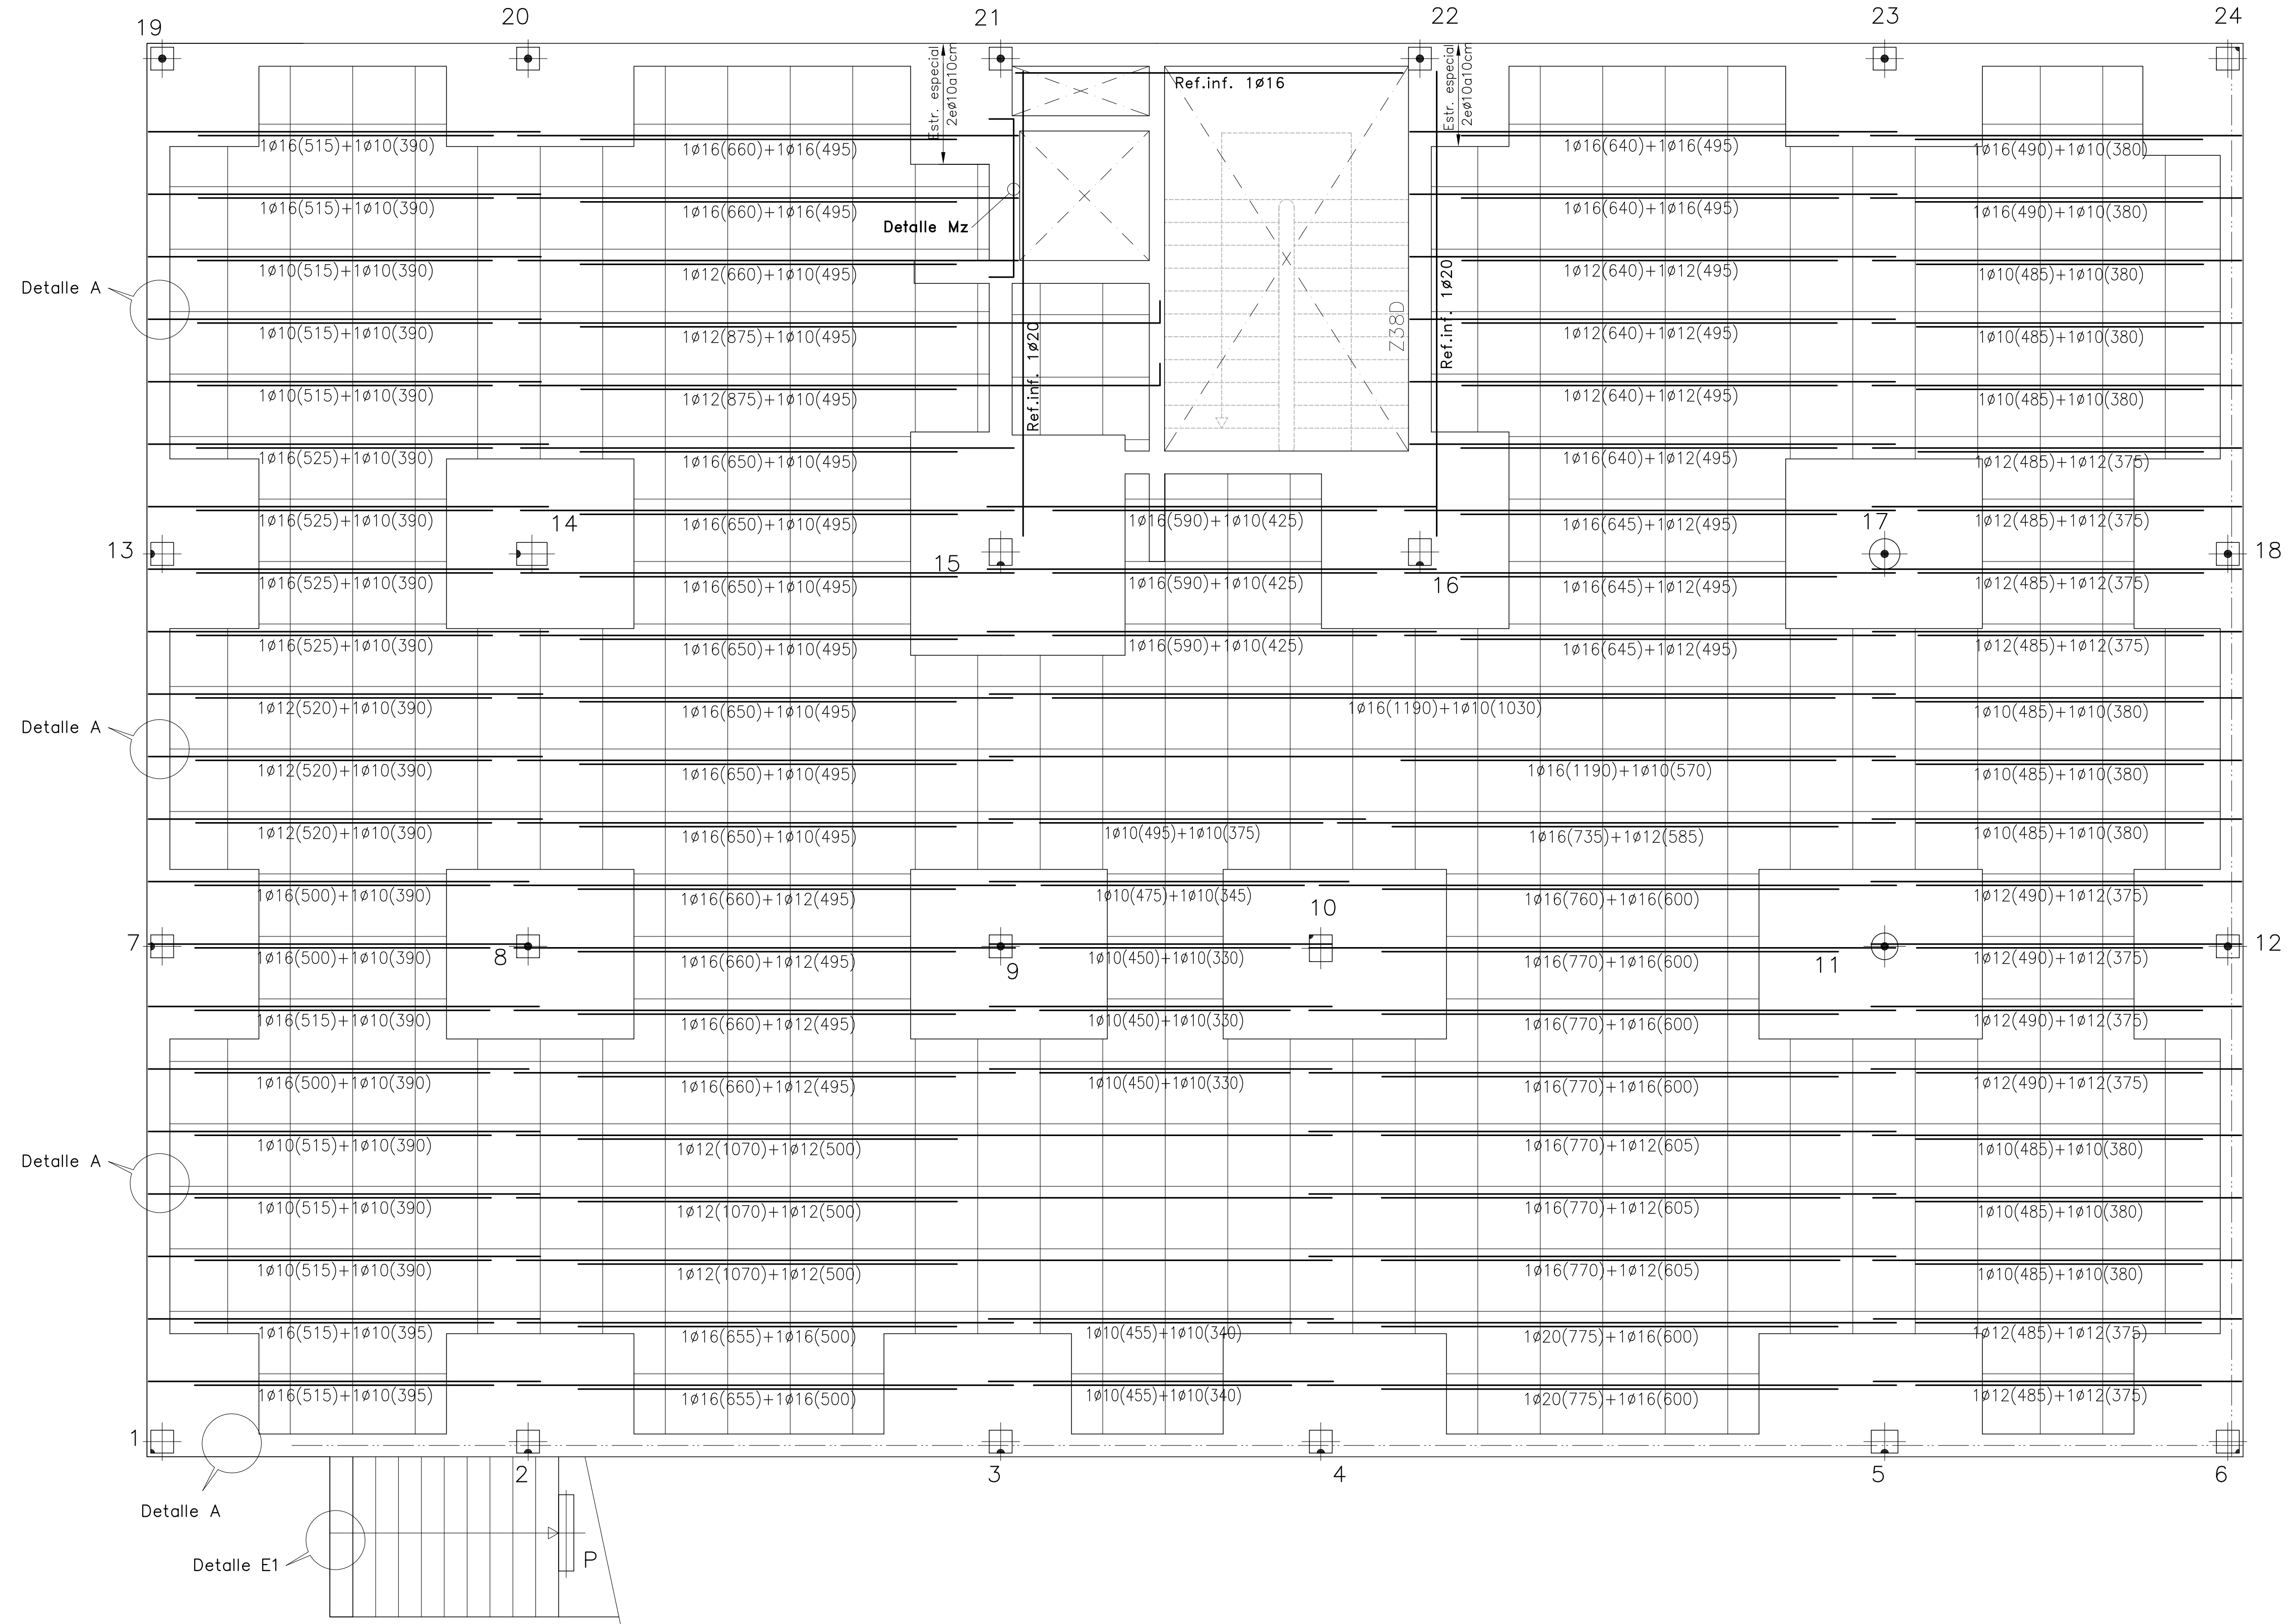 19 20 21 22 23 24
Estr. especial
2eø10a10cm
Ref.inf. 1ø16
Estr. especial
2eø10a10cm
1ø16(515)+1ø10(390) 1ø16(660)+1ø16(495) 1ø16(640)+1ø16(495) 1ø16(490)+1ø10(380)
1ø16(515)+1ø10(390) 1ø16(660)+1ø16(495) 1ø16(640)+1ø16(495) 1ø16(490)+1ø10(380)
Detalle Mz
1ø10(515)+1ø10(390) 1ø12(660)+1ø10(495) 1ø12(640)+1ø12(495) 1ø10(485)+1ø10(380)
Detalle A
Ref.inf. 1ø20
Z38D
Ref.inf. 1ø20
1ø10(515)+1ø10(390) 1ø12(875)+1ø10(495) 1ø12(640)+1ø12(495) 1ø10(485)+1ø10(380)
1ø10(515)+1ø10(390) 1ø12(875)+1ø10(495) 1ø12(640)+1ø12(495) 1ø10(485)+1ø10(380)
1ø16(525)+1ø10(390) 1ø16(650)+1ø10(495) 1ø16(640)+1ø12(495) 1ø12(485)+1ø12(375)
1ø16(525)+1ø10(390) 1ø16(650)+1ø10(495) 1ø16(590)+1ø10(425) 1ø16(645)+1ø12(495) 1ø12(485)+1ø12(375)
13 14 15 16 17 18
1ø16(525)+1ø10(390) 1ø16(650)+1ø10(495) 1ø16(590)+1ø10(425) 1ø16(645)+1ø12(495) 1ø12(485)+1ø12(375)
1ø16(525)+1ø10(390) 1ø16(650)+1ø10(495) 1ø16(590)+1ø10(425) 1ø16(645)+1ø12(495) 1ø12(485)+1ø12(375)
1ø12(520)+1ø10(390) 1ø16(650)+1ø10(495) 1ø16(1190)+1ø10(1030) 1ø10(485)+1ø10(380)
Detalle A
1ø12(520)+1ø10(390) 1ø16(650)+1ø10(495) 1ø16(1190)+1ø10(570) 1ø10(485)+1ø10(380)
1ø12(520)+1ø10(390) 1ø16(650)+1ø10(495) 1ø10(495)+1ø10(375) 1ø16(735)+1ø12(585) 1ø10(485)+1ø10(380)
1ø16(500)+1ø10(390) 1ø16(660)+1ø12(495) 1ø10(475)+1ø10(345) 1ø16(760)+1ø16(600) 1ø12(490)+1ø12(375)
7 8 9 10 11 12
1ø16(500)+1ø10(390) 1ø16(660)+1ø12(495) 1ø10(450)+1ø10(330) 1ø16(770)+1ø16(600) 1ø12(490)+1ø12(375)
1ø16(515)+1ø10(390) 1ø16(660)+1ø12(495) 1ø10(450)+1ø10(330) 1ø16(770)+1ø16(600) 1ø12(490)+1ø12(375)
1ø16(500)+1ø10(390) 1ø16(660)+1ø12(495) 1ø10(450)+1ø10(330) 1ø16(770)+1ø16(600) 1ø12(490)+1ø12(375)
1ø10(515)+1ø10(390) 1ø12(1070)+1ø12(500) 1ø16(770)+1ø12(605) 1ø10(485)+1ø10(380)
Detalle A
1ø10(515)+1ø10(390) 1ø12(1070)+1ø12(500) 1ø16(770)+1ø12(605) 1ø10(485)+1ø10(380)
1ø10(515)+1ø10(390) 1ø12(1070)+1ø12(500) 1ø16(770)+1ø12(605) 1ø10(485)+1ø10(380)
1ø16(515)+1ø10(395) 1ø16(655)+1ø16(500) 1ø10(455)+1ø10(340) 1ø20(775)+1ø16(600) 1ø12(485)+1ø12(375)
1ø16(515)+1ø10(395) 1ø16(655)+1ø16(500) 1ø10(455)+1ø10(340) 1ø20(775)+1ø16(600) 1ø12(485)+1ø12(375)
1 2 3 4 5 6
Detalle A
Detalle E1
P